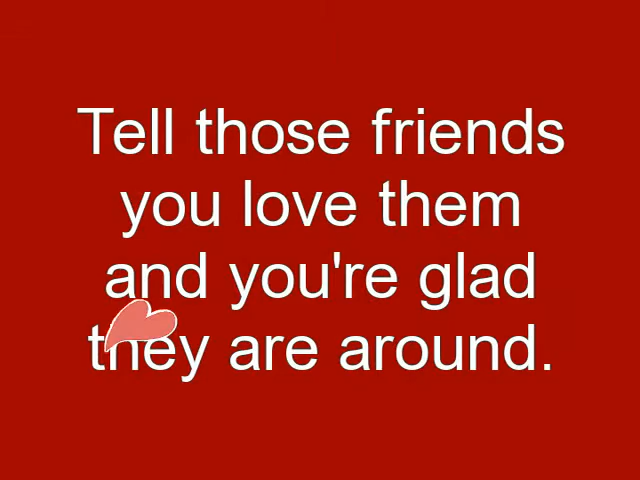 Tell those friends
you love them
and you're glad
they are around.